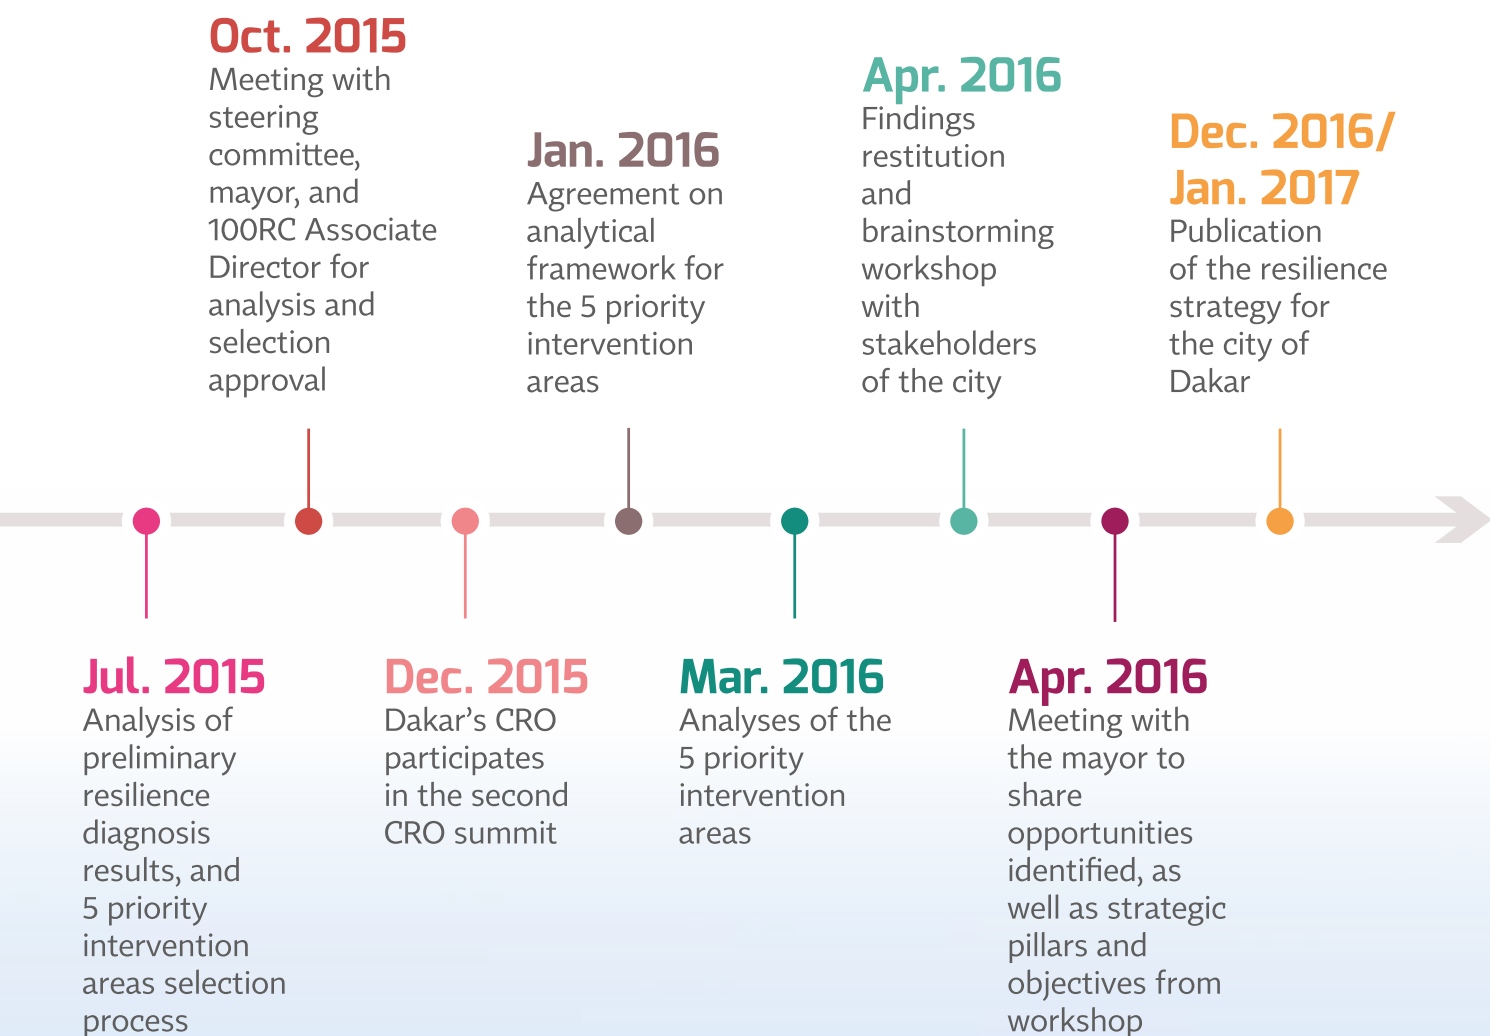 Oct. 2015
Meeting with
steering
committee,
mayor, and
100RC Associate
Director for
analysis and
selection
approval
Jan. 2016
Agreement on
analytical
framework for
the 5 priority
intervention
areas
Apr. 2016
Findings
restitution
and
brainstorming
workshop
with
stakeholders
of the city
Dec. 2016/
Jan. 2017
Publication
of the resilience
strategy for
the city of
Dakar
Jul. 2015
Analysis of
preliminary
resilience
diagnosis
results, and
5 priority
intervention
areas selection
process
Dec. 2015
Dakar’s CRO
participates
in the second
CRO summit
Mar. 2016
Analyses of the
5 priority
intervention
areas
Apr. 2016
Meeting with
the mayor to
share
opportunities
identified, as
well as strategic
pillars and
objectives from
workshop